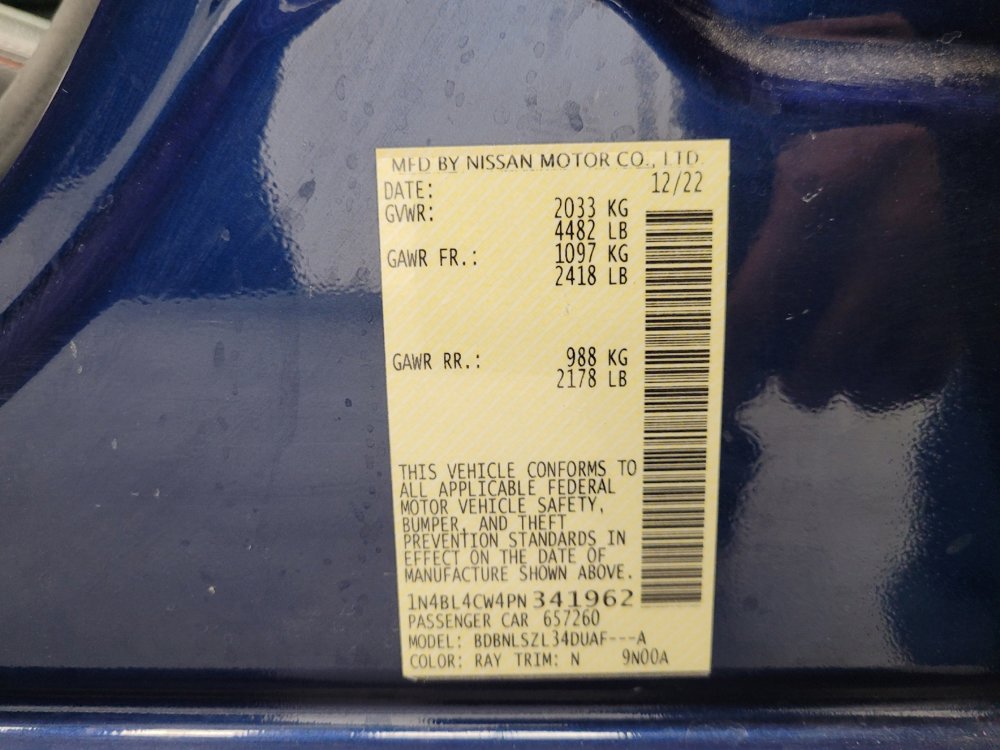 MFD BY NISSAN MOTOR CO., LTD.
DATE: 12/22
GVWR: 2033 KG
4482 LB
GAWR FR.: 1097 KG
2418 LB
GAWR RR.: 988 KG
2178 LB
THIS VEHICLE CONFORMS TO
ALL APPLICABLE FEDERAL
MOTOR VEHICLE SAFETY,
BUMPER, AND THEFT
PREVENTION STANDARDS IN
EFFECT ON THE DATE OF
MANUFACTURE SHOWN ABOVE.
1N4BL4CW4PN341962
PASSENGER CAR 657260
MODEL: BDBNLSZL34DUAF---A
COLOR: RAY TRIM: N 9N00A